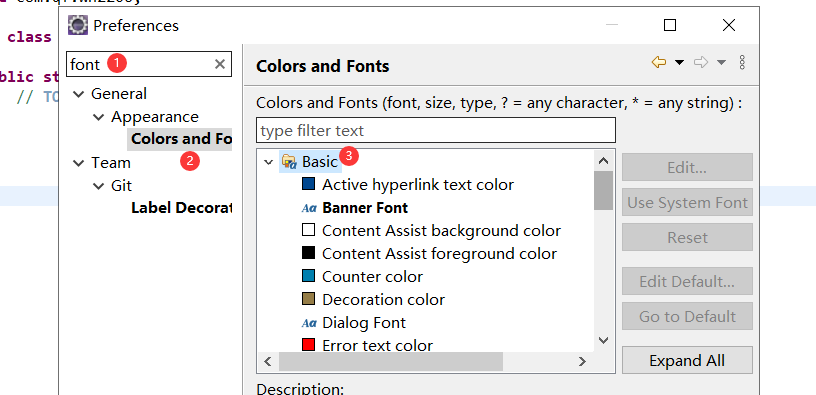 Preferences
class
blic st
// TO
font 1
General
Appearance
Colors and Fo
Team 2
Git
Label Decorat
Colors and Fonts
Colors and Fonts (font, size, type, ? = any character, * = any string) :
type filter text
Basic 3
Active hyperlink text color
Banner Font
Content Assist background color
Content Assist foreground color
Counter color
Decoration color
Dialog Font
Error text color
Edit...
Use System Font
Reset
Edit Default...
Go to Default
Expand All
Description: